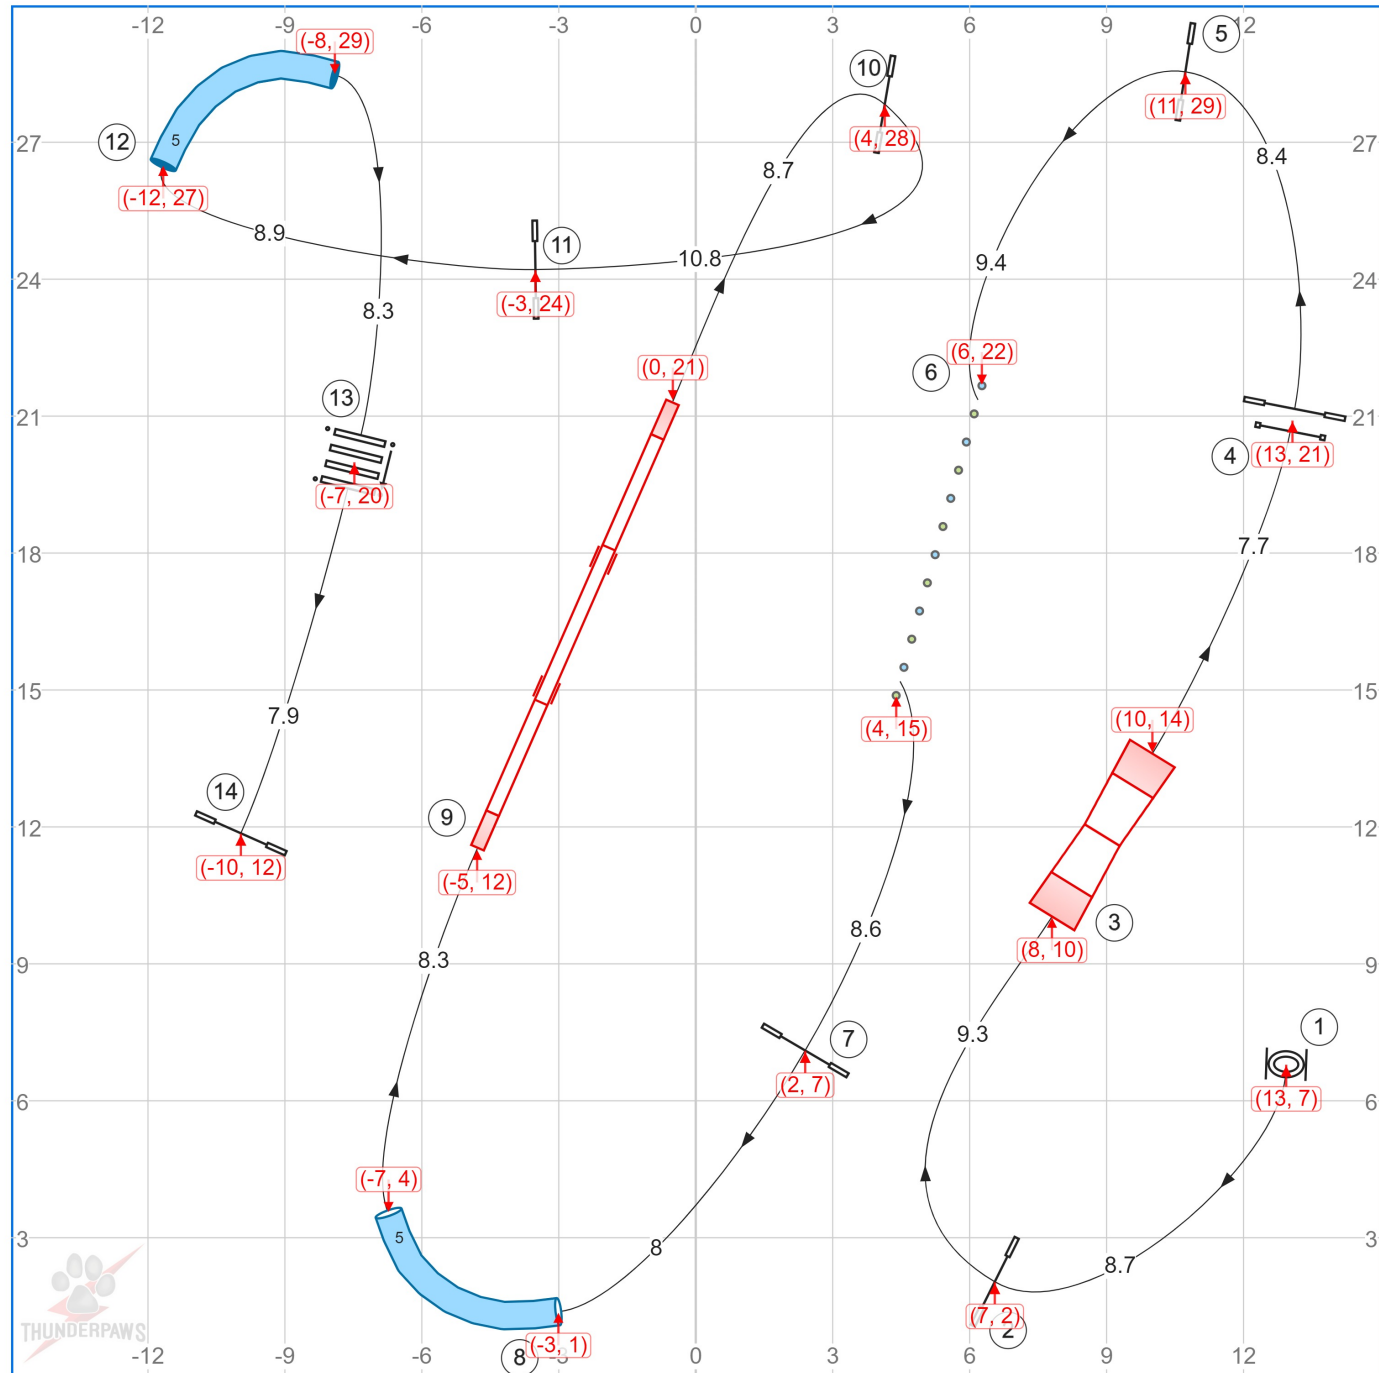 -12 -9 -6 -3 0 3 6 9 12
(-8, 29) 10 5
(11, 29)
27 12 5 (4, 28) 27
8.7 8.4
(-12, 27)
8.9 11 10.8 9.4
24 24
(-3, 24)
8.3
(0, 21) 6 (6, 22)
13
21 21
4 (13, 21)
(-7, 20)
18 7.7 18
15 15
7.9 (4, 15) (10, 14)
14
12 9 12
(-10, 12) (-5, 12)
8.6 3
8.3 (8, 10)
9 9
9.3 7 1
(2, 7) (13, 7)
6 6
(-7, 4)
3 5 8 8.7 3
(7, 2)
2
THUNDERPAWS
8 (-3, 1)
-12 -9 -6 -3 0 3 6 9 12